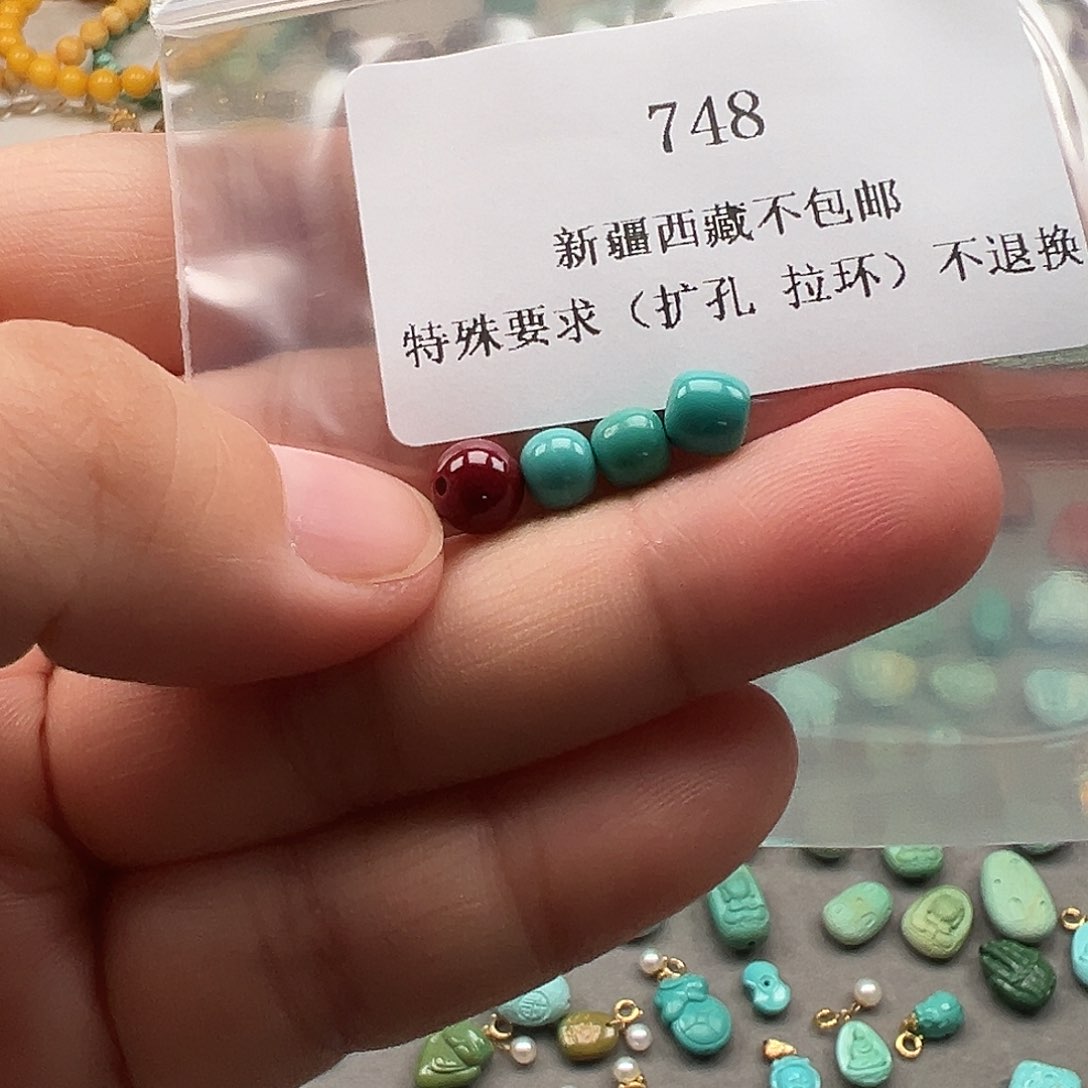 748
新疆西藏不包邮
特殊要求（扩孔 拉环）不退换